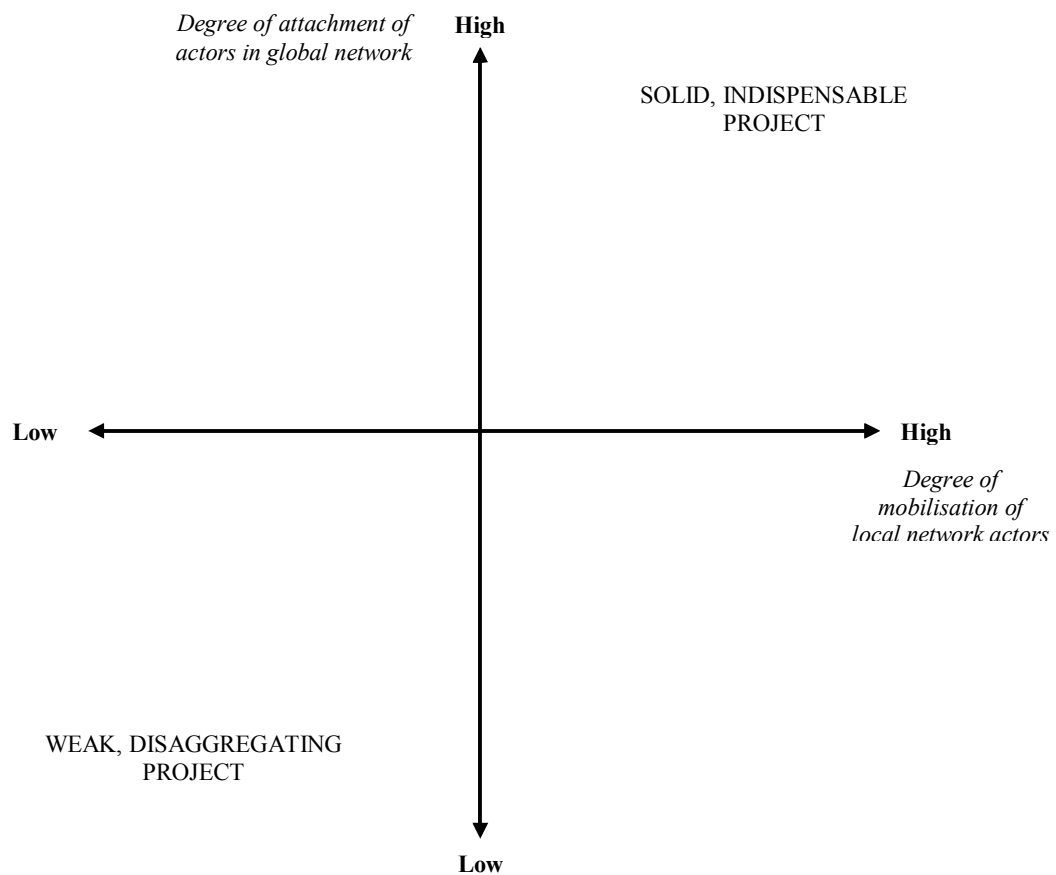 Degree of attachment of
actors in global network
High
SOLID, INDISPENSABLE
PROJECT
Low
High
Degree of
mobilisation of
local network actors
WEAK, DISAGGREGATING
PROJECT
Low